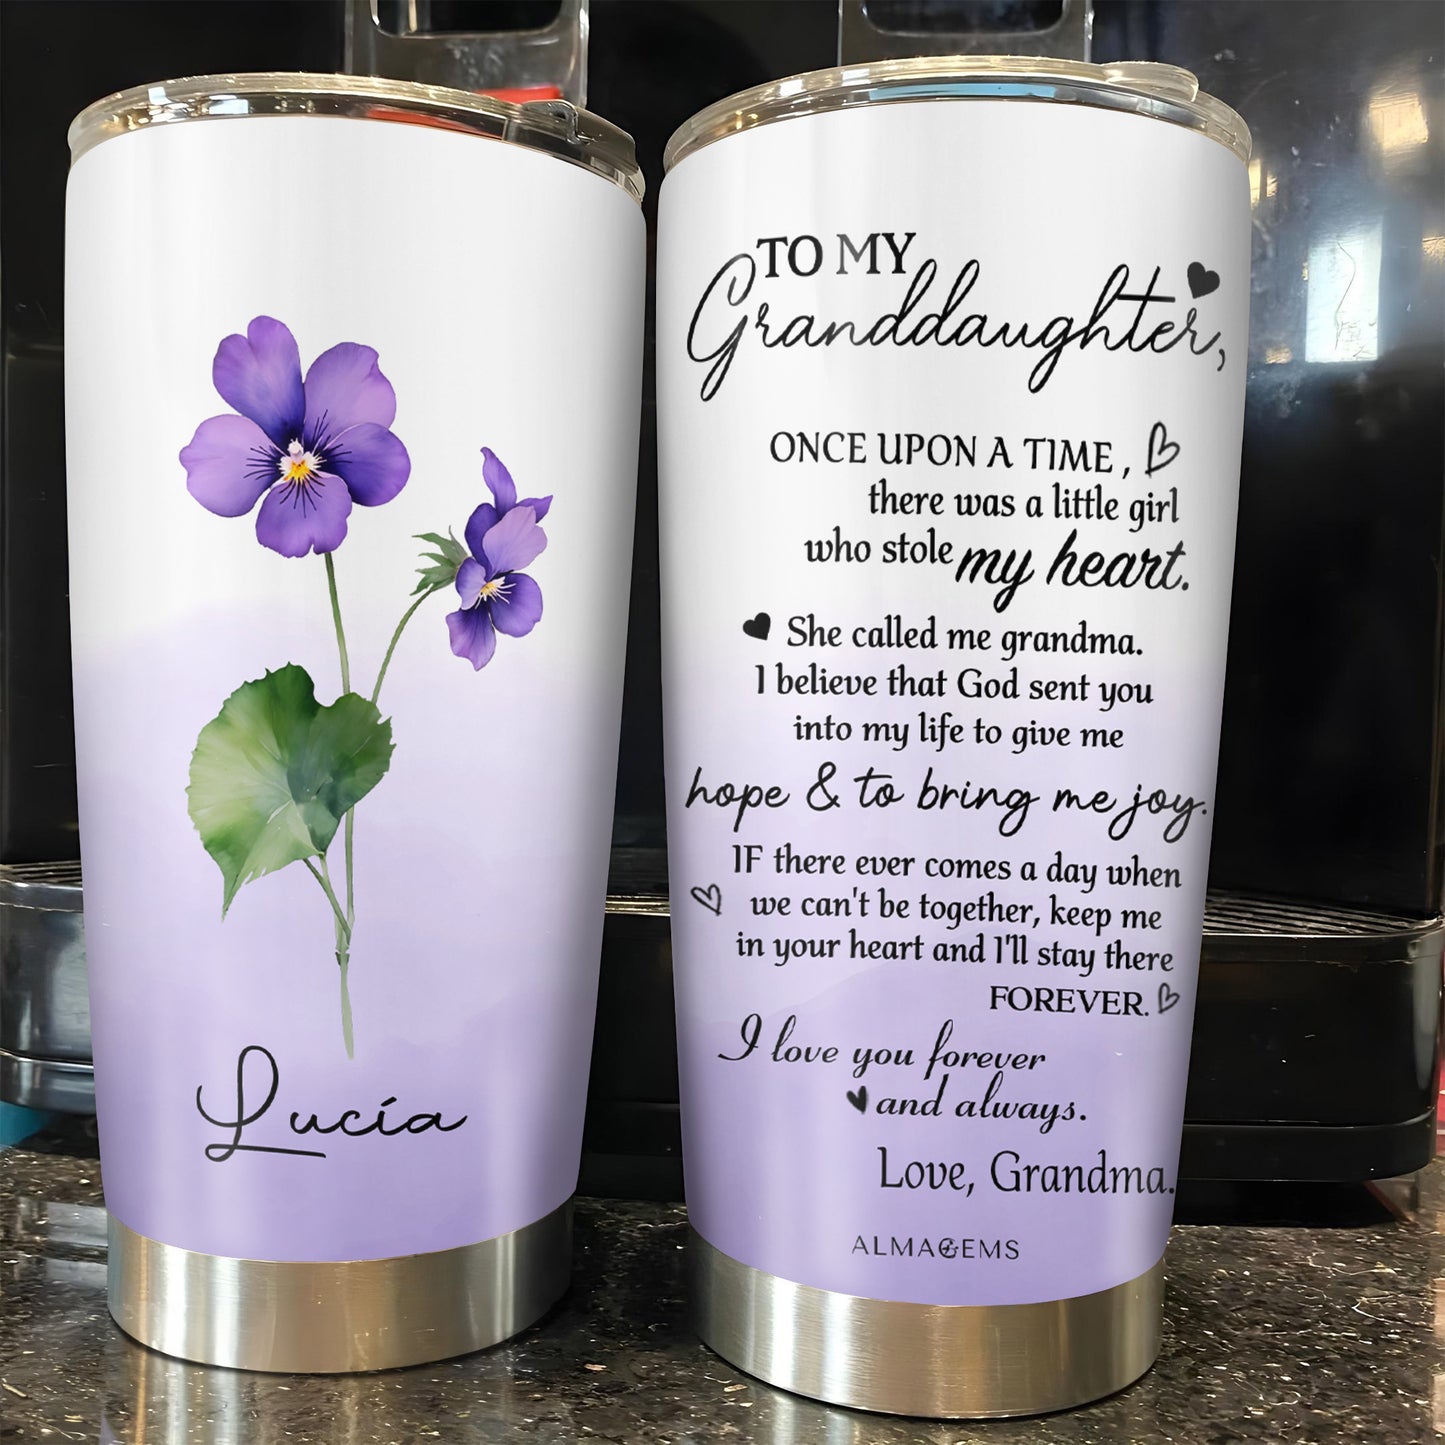 Lucía
TO MY
Granddaughter,
ONCE UPON A TIME ,
there was a little girl
who stole my heart.
She called me grandma.
I believe that God sent you
into my life to give me
hope & to bring me joy.
IF there ever comes a day when
we can't be together, keep me
in your heart and I'll stay there
FOREVER.
I love you forever
and always.
Love, Grandma.
ALMAGEMS